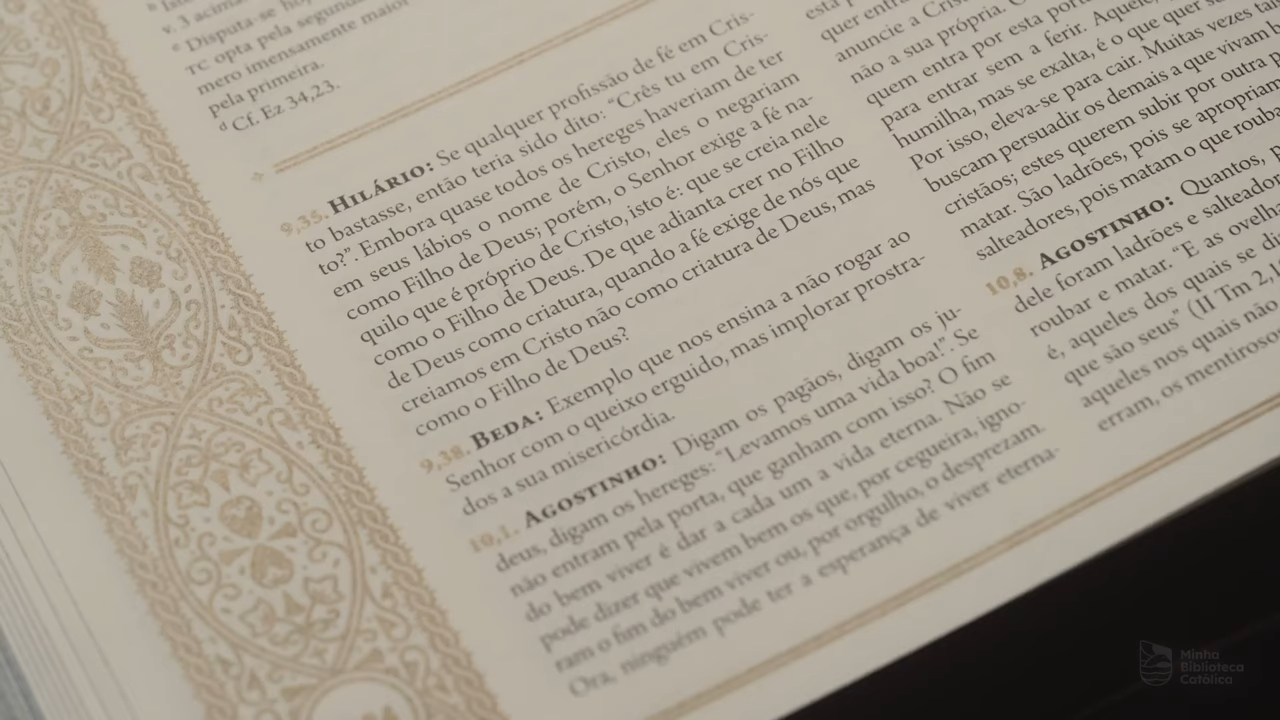 v. 3 acima
c Disputa-se
TC opta pela segund
mero imensamente maior
pela primeira.
d Cf. Ez 34,23.
9,35. HILÁRIO: Se qualquer profissão de fé em Cris-
to bastasse, então teria sido dito: “Crês tu em Cris-
to?”. Embora quase todos os hereges haveriam de ter
em seus lábios o nome de Cristo, eles o negariam
como Filho de Deus; porém, o Senhor exige a fé na-
quilo que é próprio de Cristo, isto é: que se creia nele
como o Filho de Deus. De que adianta crer no Filho
de Deus como criatura, quando a fé exige de nós que
creiamos em Cristo não como criatura de Deus, mas
como o Filho de Deus?
9,38. BEDA: Exemplo que nos ensina a não rogar ao
Senhor com o queixo erguido, mas implorar prostra-
dos a sua misericórdia.
10,1. AGOSTINHO: Digam os pagãos, digam os ju-
deus, digam os hereges: “Levamos uma vida boa!”. Se
não entram pela porta, que ganham com isso? O fim
do bem viver é dar a cada um a vida eterna. Não se
pode dizer que vivem bem os que, por cegueira, igno-
ram o fim do bem viver ou, por orgulho, o desprezam.
Ora, ninguém pode ter a esperança de viver eterna-
quer entra
anuncie a Cris
não a sua própria.
quem entra por esta porta
para entrar sem a ferir. Aquele,
humilha, mas se exalta, é o que quer
Por isso, eleva-se para cair. Muitas vezes
buscam persuadir os demais a que vivam
cristãos; estes querem subir por outra
matar. São ladrões, pois se apropriam
salteadores, pois matam o que rouba
10,8. AGOSTINHO: Quantos,
dele foram ladrões e salteador
roubar e matar. “E as ovelh
é, aqueles dos quais se di
que são seus” (II Tm 2,1
aqueles nos quais não
erram, os mentiroso
Minha
Biblioteca
Católica